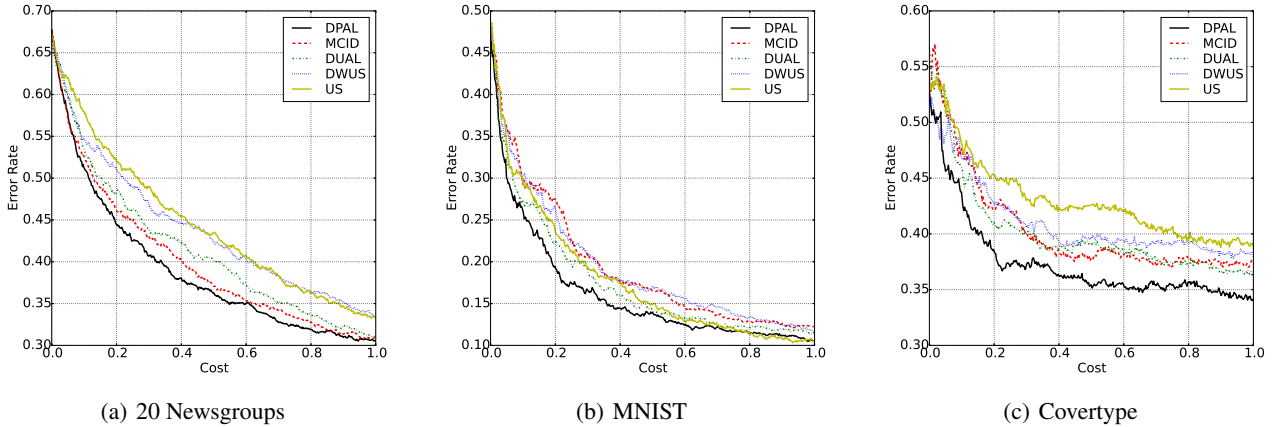 0.70
0.65
0.60
0.55
0.50
0.45
0.40
0.35
0.30
0.0 0.2 0.4 0.6 0.8 1.0
Error Rate
Cost
DPAL
MCID
DUAL
DWUS
US
(a) 20 Newsgroups
0.50
0.45
0.40
0.35
0.30
0.25
0.20
0.15
0.10
0.0 0.2 0.4 0.6 0.8 1.0
Error Rate
Cost
DPAL
MCID
DUAL
DWUS
US
(b) MNIST
0.60
0.55
0.50
0.45
0.40
0.35
0.30
0.0 0.2 0.4 0.6 0.8 1.0
Error Rate
Cost
DPAL
MCID
DUAL
DWUS
US
(c) Covertype